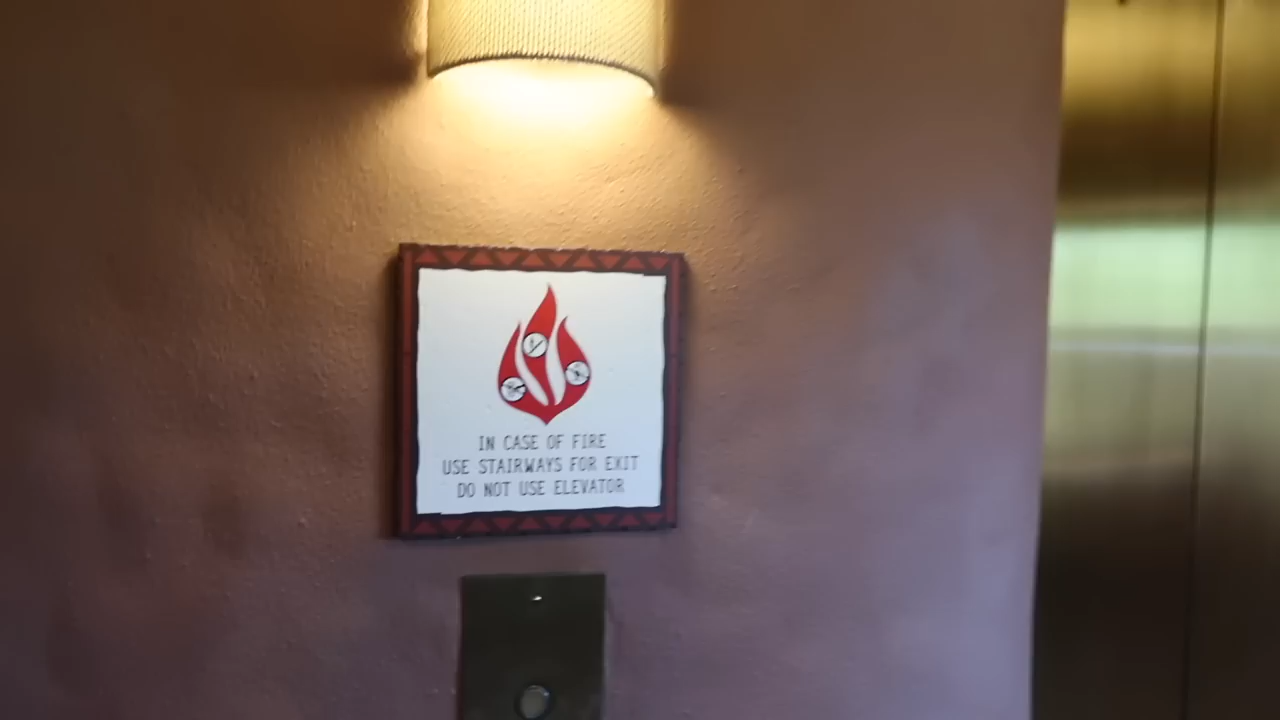 IN CASE OF FIRE
USE STAIRWAYS FOR EXIT
DO NOT USE ELEVATOR